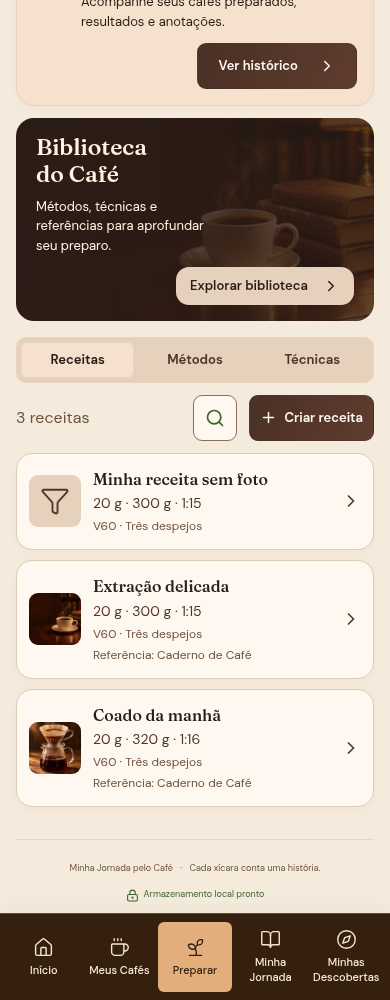 Acompanhe seus cafés preparados,
resultados e anotações.
Ver histórico
Biblioteca
do Café
Métodos, técnicas e
referências para aprofundar
seu preparo.
Explorar biblioteca
Receitas
Métodos
Técnicas
3 receitas
Criar receita
Minha receita sem foto
20 g · 300 g · 1:15
V60 · Três despejos
Extração delicada
20 g · 300 g · 1:15
V60 · Três despejos
Referência: Caderno de Café
Coado da manhã
20 g · 320 g · 1:16
V60 · Três despejos
Referência: Caderno de Café
Minha Jornada pelo Café · Cada xícara conta uma história.
Armazenamento local pronto
Início
Meus Cafés
Preparar
Minha
Jornada
Minhas
Descobertas